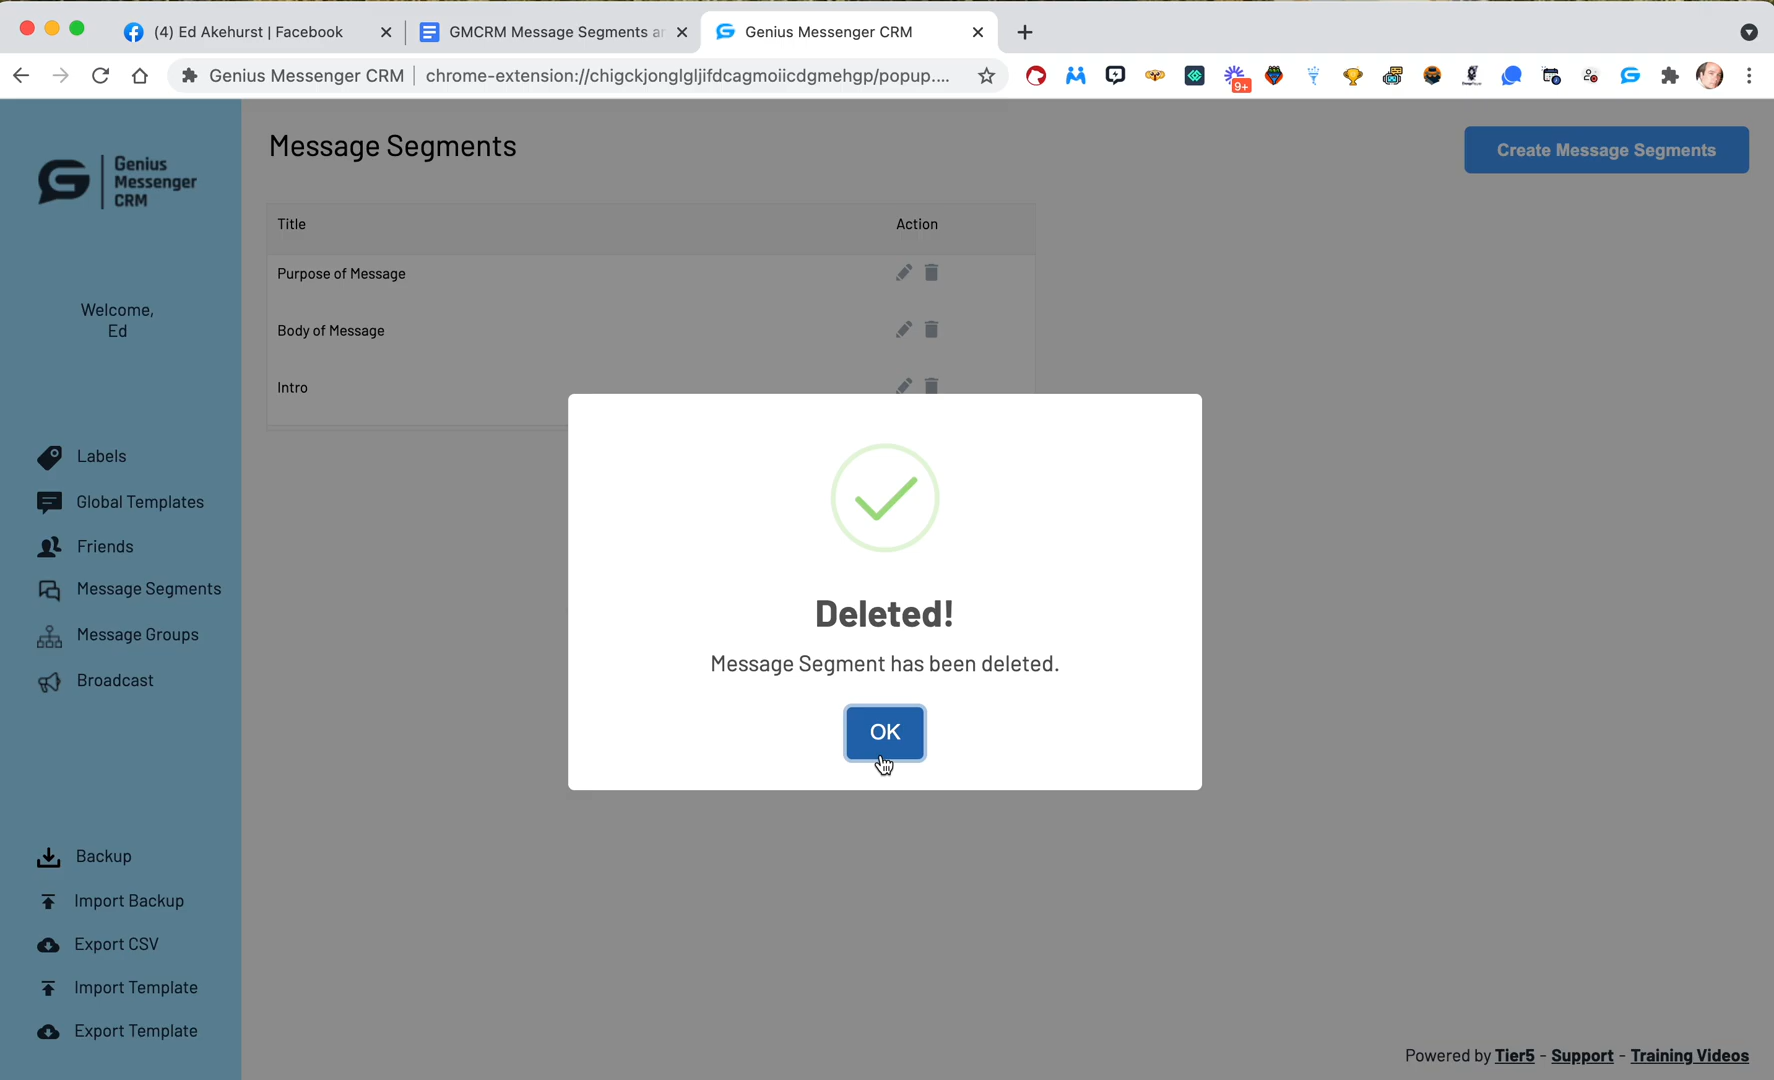 (4) Ed Akehurst | Facebook
GMCRM Message Segments a
Genius Messenger CRM
Genius Messenger CRM
chrome-extension://chigckjonglgljifdcagmoiicdgmehgp/popup....
9+
Genius
Messenger
CRM
Welcome,
Ed
Labels
Global Templates
Friends
Message Segments
Message Groups
Broadcast
Backup
Import Backup
Export CSV
Import Template
Export Template
Message Segments
Create Message Segments
Title Action
Purpose of Message
Body of Message
Intro
Deleted!
Message Segment has been deleted.
OK
Powered by Tier5 - Support - Training Videos